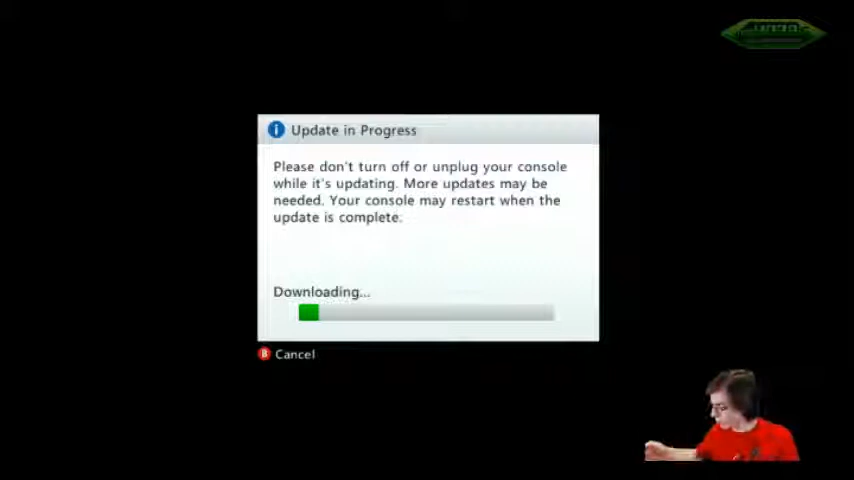 Update in Progress
Please don't turn off or unplug your console
while it's updating. More updates may be
needed. Your console may restart when the
update is complete.
Downloading...
B Cancel